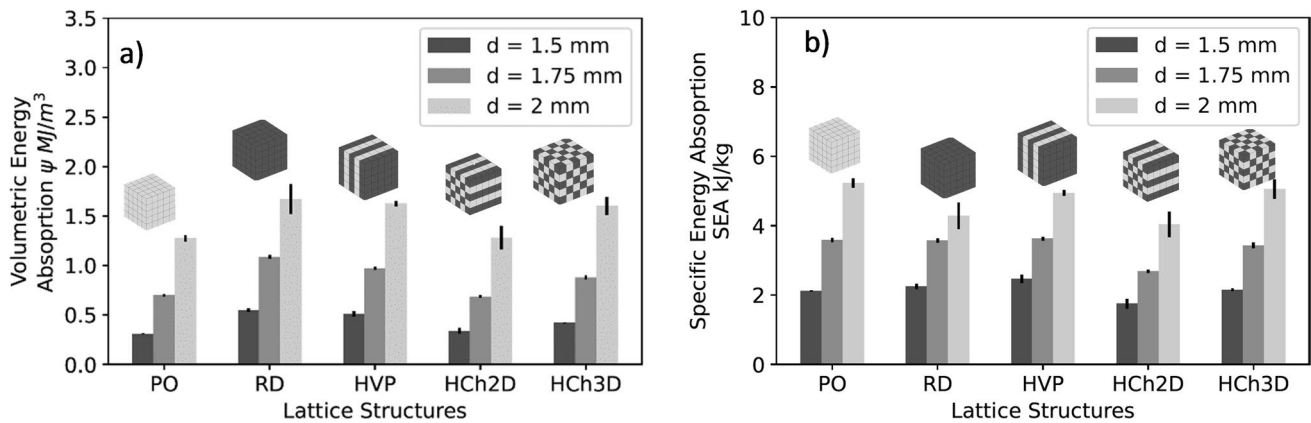 a)
d = 1.5 mm
d = 1.75 mm
d = 2 mm
3.5
3.0
2.5
2.0
1.5
1.0
0.5
0.0
Volumetric Energy
Absoprtion ψ MJ/m³
PO RD HVP HCh2D HCh3D
Lattice Structures
b)
d = 1.5 mm
d = 1.75 mm
d = 2 mm
10
8
6
4
2
0
Specific Energy Absoprtion
SEA kJ/kg
PO RD HVP HCh2D HCh3D
Lattice Structures